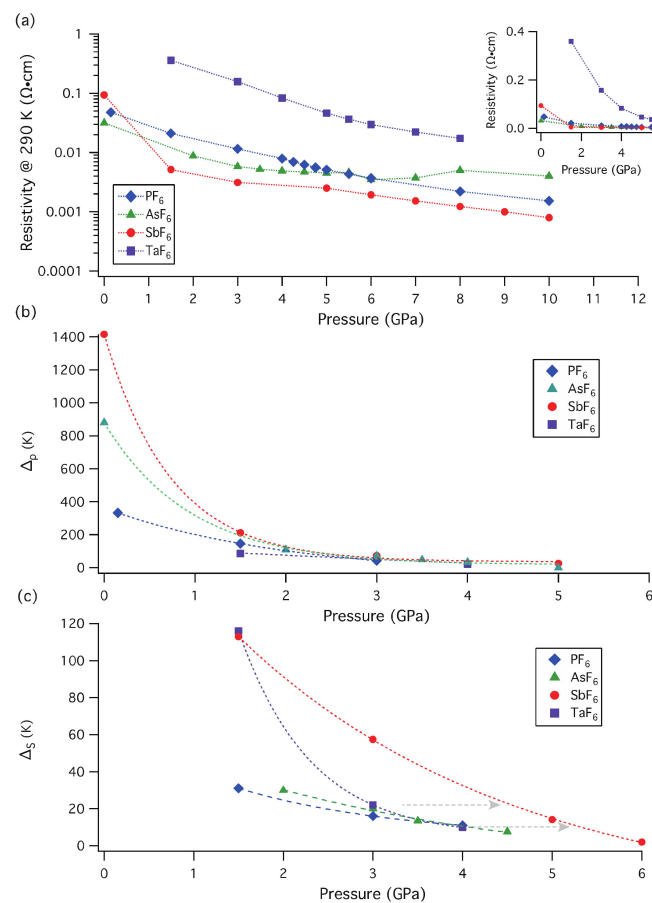 (a)
Resistivity @ 290 K (Ω•cm)
1
0.1
0.01
0.001
0.0001
PF6
AsF6
SbF6
TaF6
0 1 2 3 4 5 6 7 8 9 10 11 12
Pressure (GPa)
Resistivity (Ω•cm)
0.4
0.2
0.0
0 2 4
Pressure (GPa)
(b)
Δρ (K)
1400
1200
1000
800
600
400
200
0
PF6
AsF6
SbF6
TaF6
0 1 2 3 4 5 6
Pressure (GPa)
(c)
ΔS (K)
120
100
80
60
40
20
0
PF6
AsF6
SbF6
TaF6
0 1 2 3 4 5 6
Pressure (GPa)